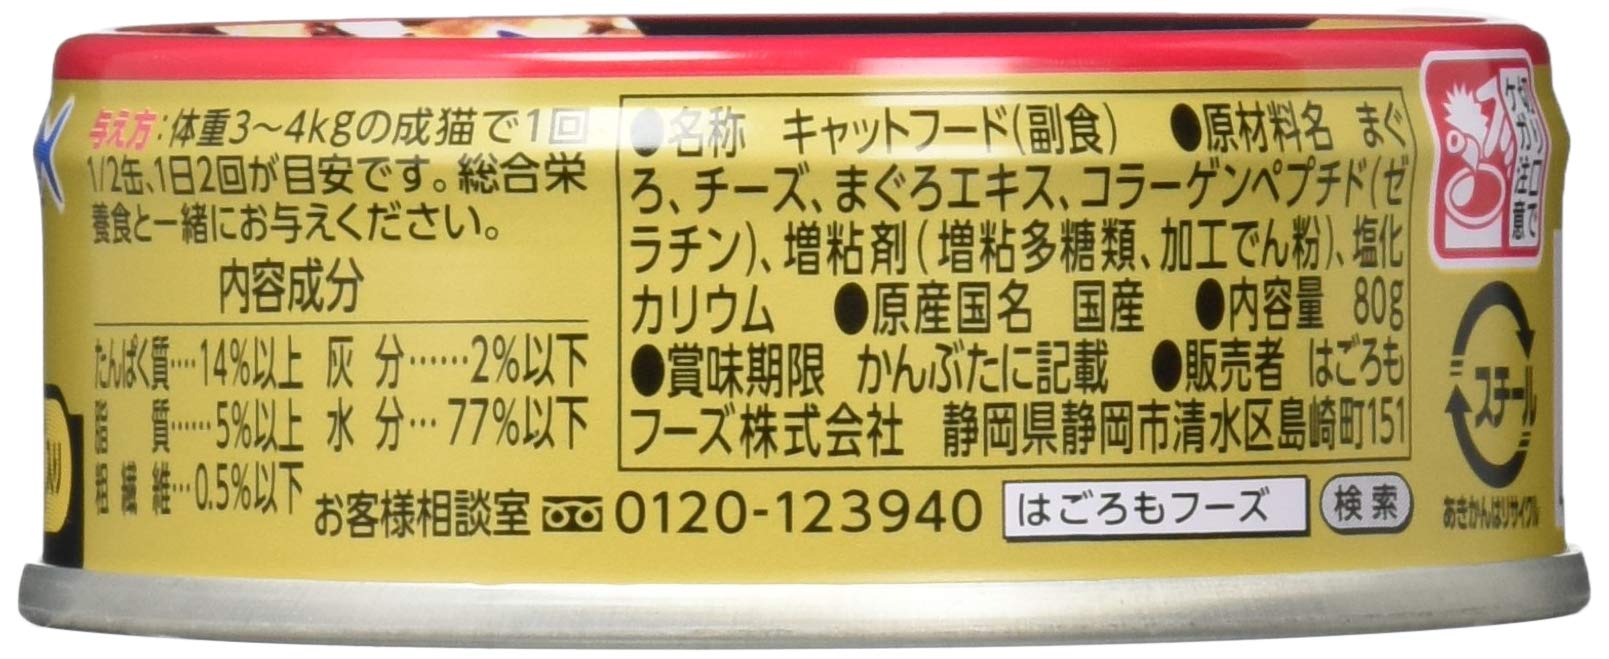 与え方:体重3~4kgの成猫で1回
1/2缶、1日2回が目安です。総合栄
養食と一緒にお与えください。
内容成分
たんぱく質…14%以上 灰 分……2%以下
脂 質…5%以上 水 分…77%以下
粗 繊 維…0.5%以下
●名称 キャットフード(副食) ●原材料名 まぐ
ろ、チーズ、まぐろエキス、コラーゲンペプチド(ゼ
ラチン)、増粘剤(増粘多糖類、加工でん粉)、塩化
カリウム ●原産国名 国産 ●内容量 80g
●賞味期限 かんぶたに記載 ●販売者 はごろも
フーズ株式会社 静岡県静岡市清水区島崎町151
お客様相談室 0120-123940 はごろもフーズ 検索
切り口で
ケガ注意
スチール
あきかんはリサイクル